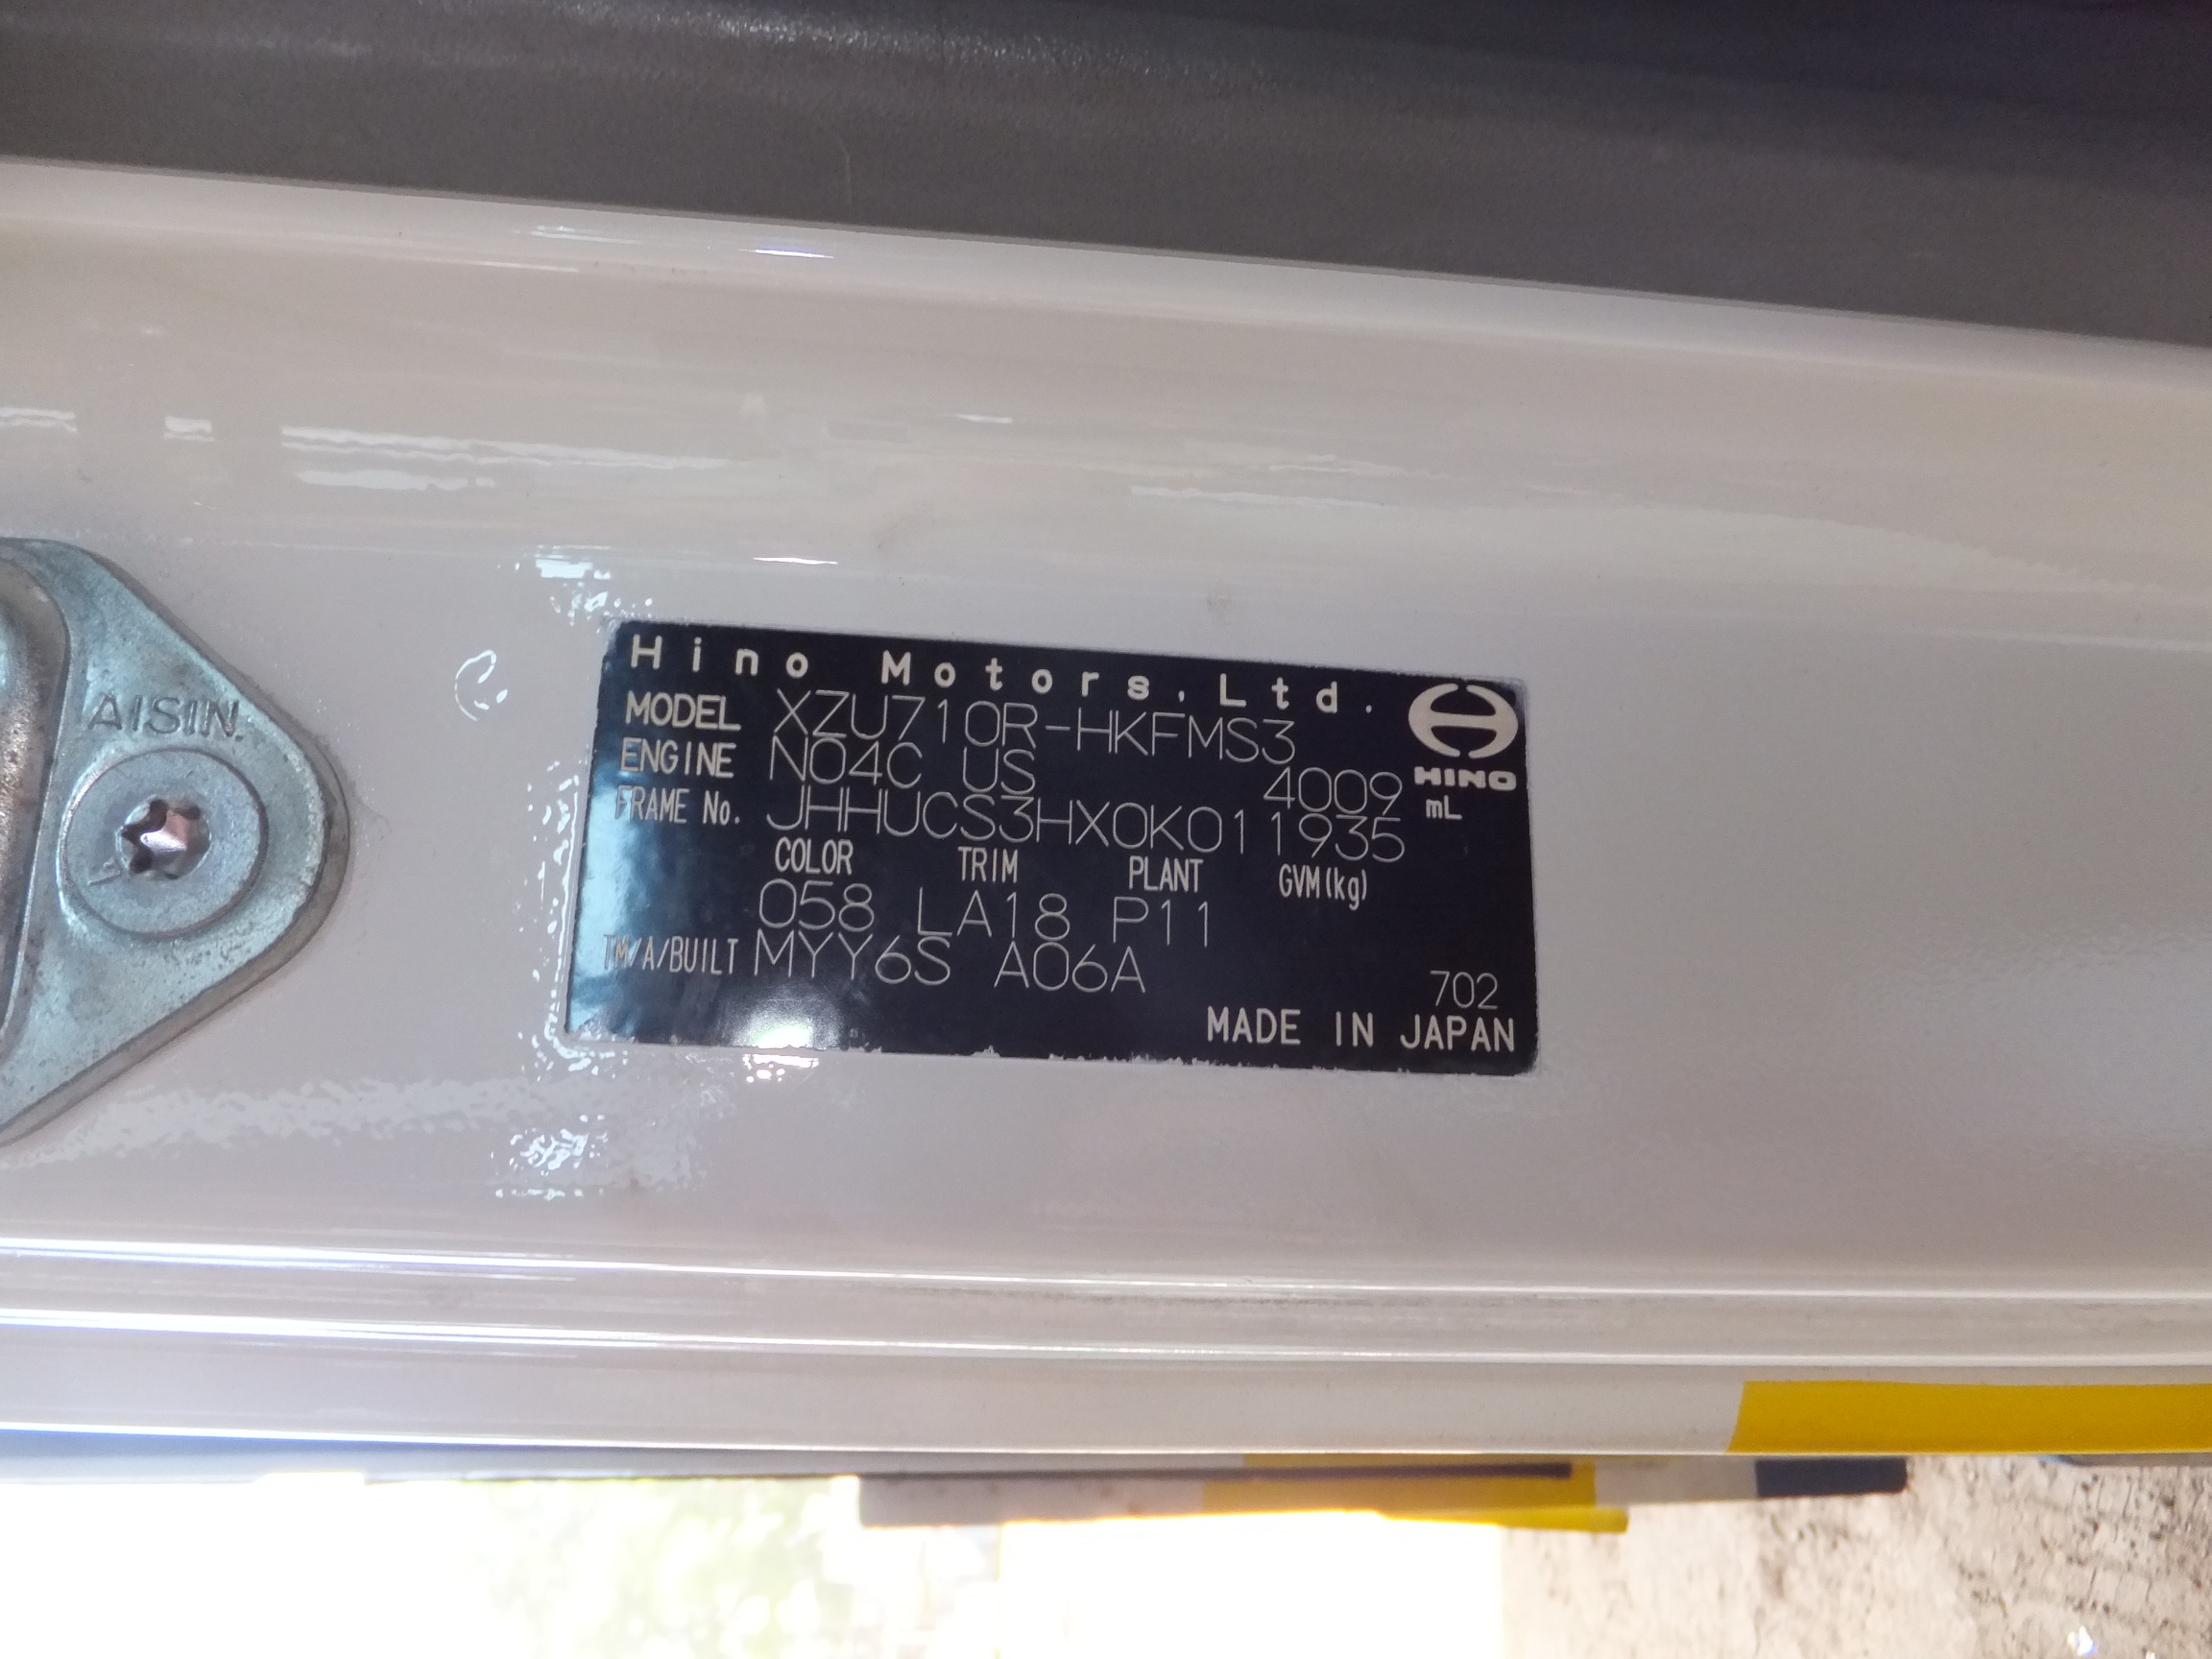 Hino Motors, Ltd.
MODEL XZU710R-HKFMS3
HINO
ENGINE N04C US 4009 mL
FRAME No. JHHUCS3HX0K011935
COLOR TRIM PLANT GVM(kg)
058 LA18 P11
TM/A/BUILT MYY6S A06A
702
MADE IN JAPAN
AISIN.